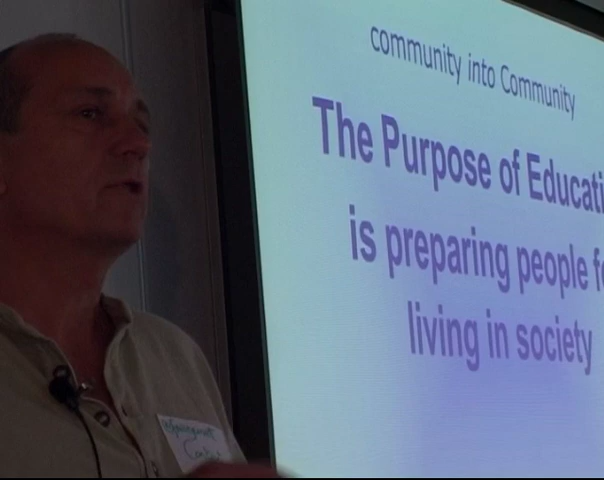 community into Community
The Purpose of Educati
is preparing people fo
living in society